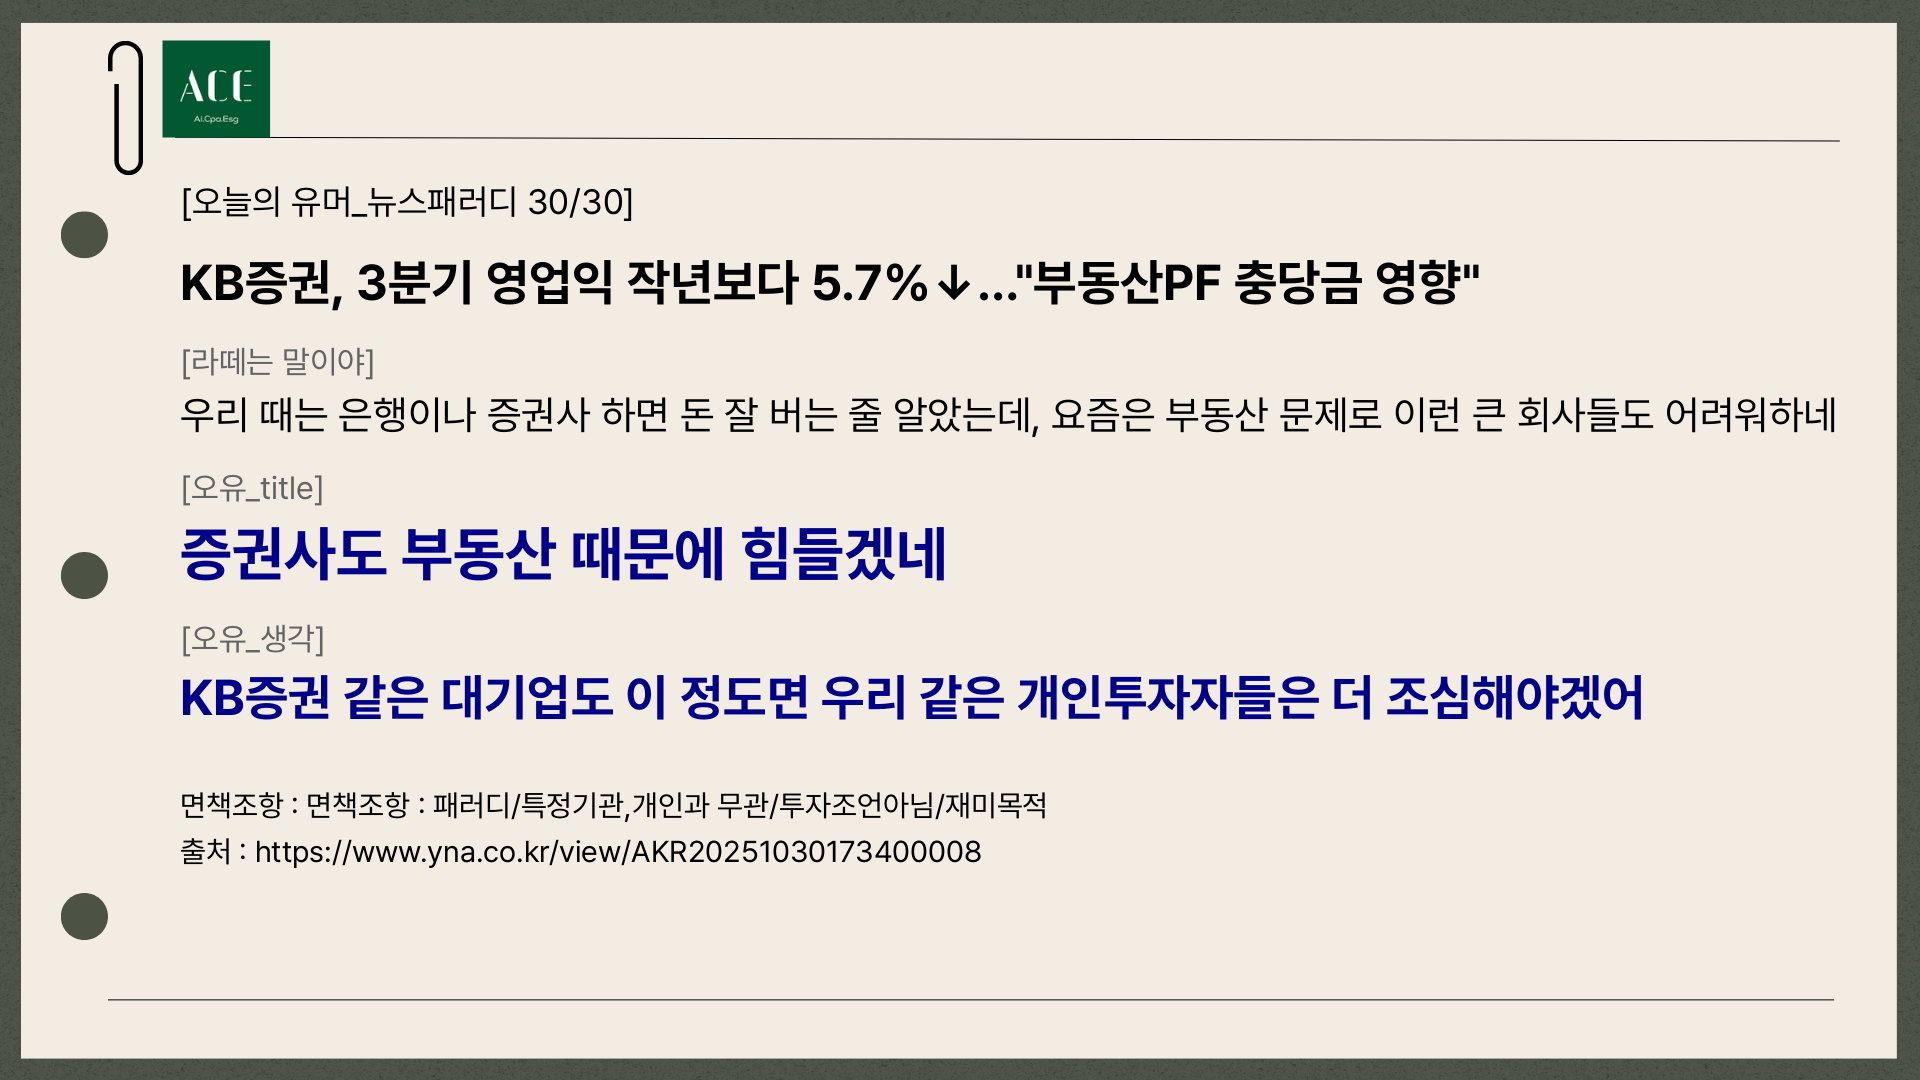 ACE
Ai.Cpa.Esg
[오늘의 유머_뉴스패러디 30/30]
KB증권, 3분기 영업익 작년보다 5.7%↓..."부동산PF 충당금 영향"
[라떼는 말이야]
우리 때는 은행이나 증권사 하면 돈 잘 버는 줄 알았는데, 요즘은 부동산 문제로 이런 큰 회사들도 어려워하네
[오유_title]
증권사도 부동산 때문에 힘들겠네
[오유_생각]
KB증권 같은 대기업도 이 정도면 우리 같은 개인투자자들은 더 조심해야겠어
면책조항 : 면책조항 : 패러디/특정기관,개인과 무관/투자조언아님/재미목적
출처 : https://www.yna.co.kr/view/AKR20251030173400008